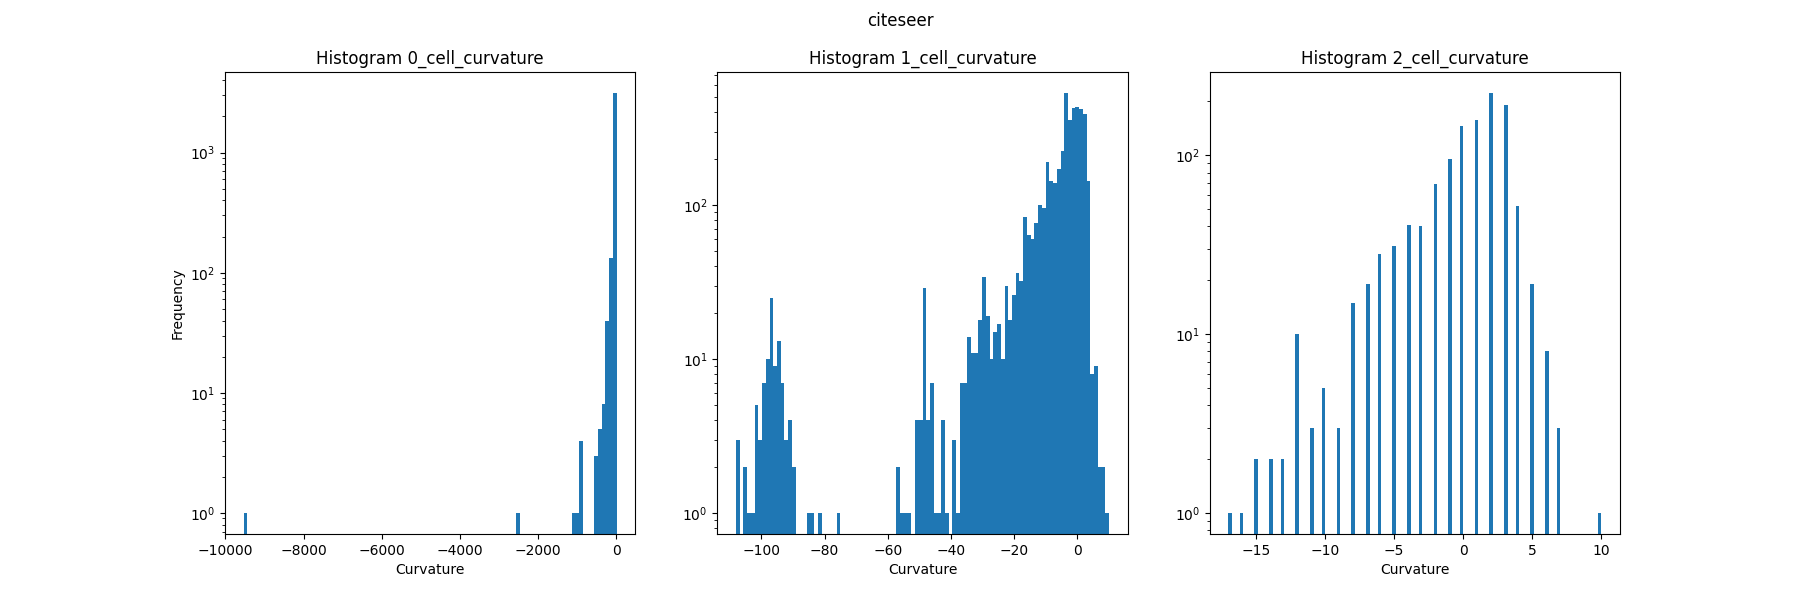 citeseer
Histogram 0_cell_curvature
Frequency
10³
10²
10¹
10⁰
−10000 −8000 −6000 −4000 −2000 0
Curvature
Histogram 1_cell_curvature
10²
10¹
10⁰
−100 −80 −60 −40 −20 0
Curvature
Histogram 2_cell_curvature
10²
10¹
10⁰
−15 −10 −5 0 5 10
Curvature